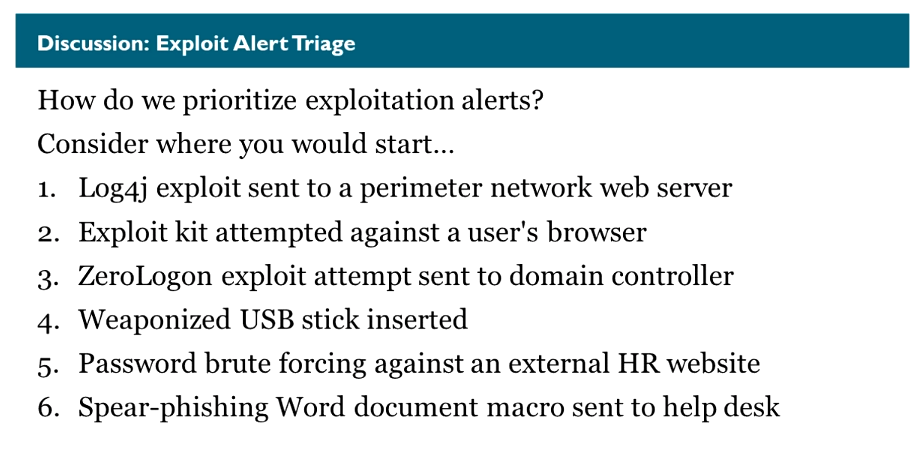 Discussion: Exploit Alert Triage
How do we prioritize exploitation alerts?
Consider where you would start...
1. Log4j exploit sent to a perimeter network web server
2. Exploit kit attempted against a user's browser
3. ZeroLogon exploit attempt sent to domain controller
4. Weaponized USB stick inserted
5. Password brute forcing against an external HR website
6. Spear-phishing Word document macro sent to help desk